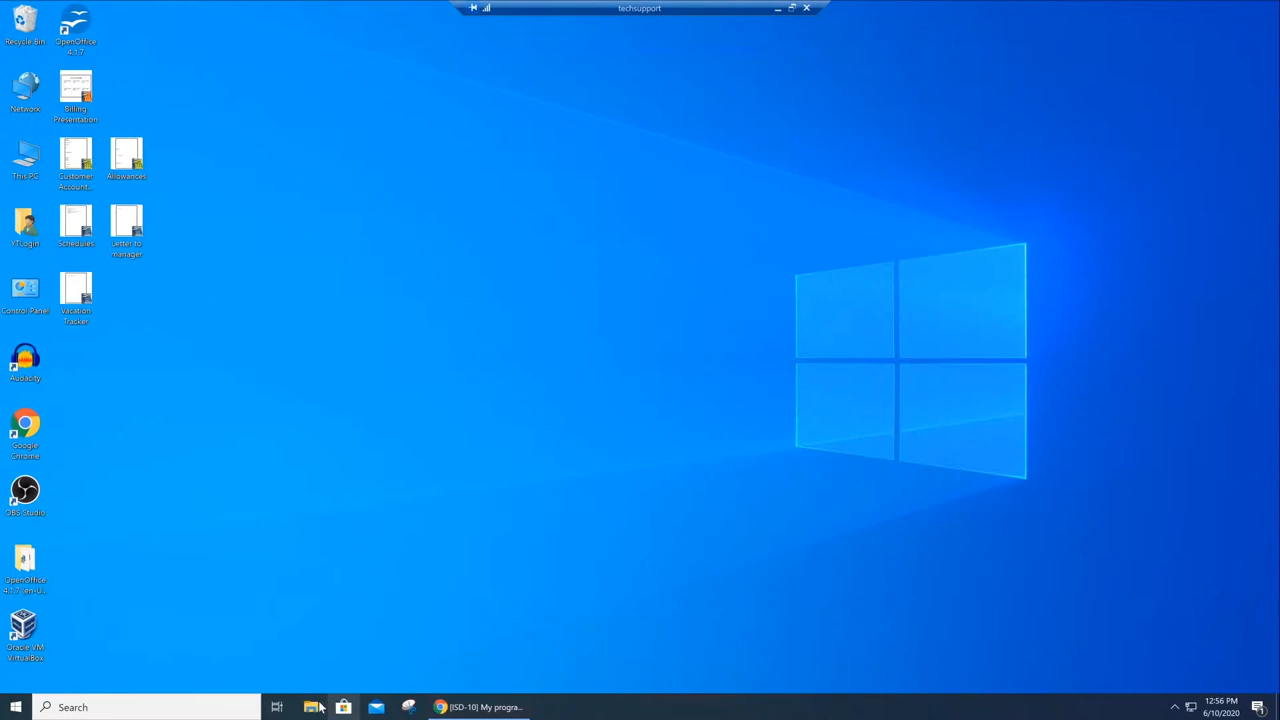 techsupport
Recycle Bin
OpenOffice
4.1.7
Network
Billing
Presentation
This PC
Customer
Account...
Allowances
YTLogin
Schedules
Letter to
manager
Control Panel
Vacation
Tracker
Audacity
Google
Chrome
OBS Studio
OpenOffice
4.1.7 (en-U...
Oracle VM
VirtualBox
Search
[ISD-10] My progra...
12:56 PM
6/10/2020
1